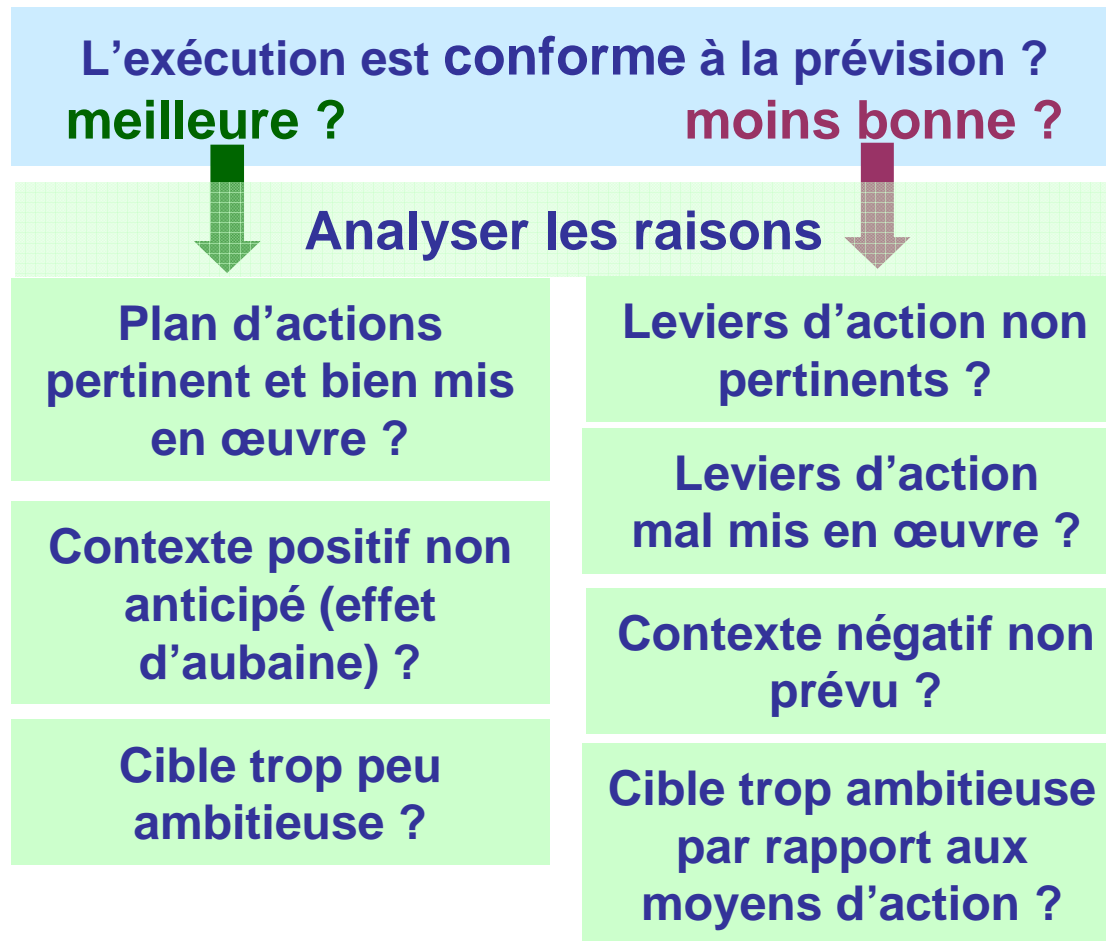 L’exécution est conforme à la prévision ?
meilleure ?
moins bonne ?
Analyser les raisons
Plan d’actions
pertinent et bien mis
en œuvre ?
Contexte positif non
anticipé (effet
d’aubaine) ?
Cible trop peu
ambitieuse ?
Leviers d’action non
pertinents ?
Leviers d’action
mal mis en œuvre ?
Contexte négatif non
prévu ?
Cible trop ambitieuse
par rapport aux
moyens d’action ?